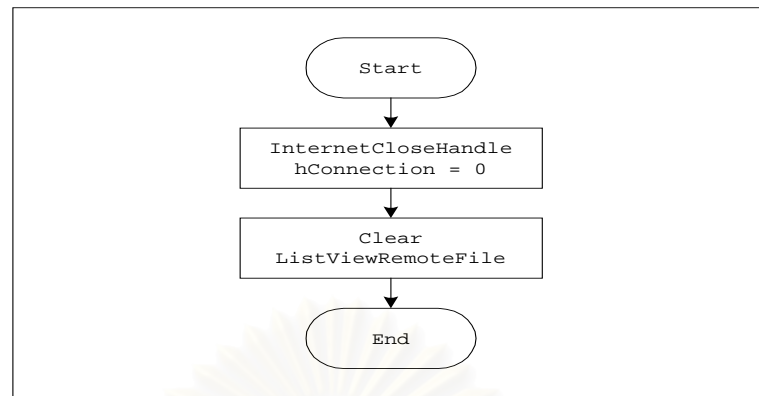 Start
InternetCloseHandle
hConnection = 0
Clear
ListViewRemoteFile
End